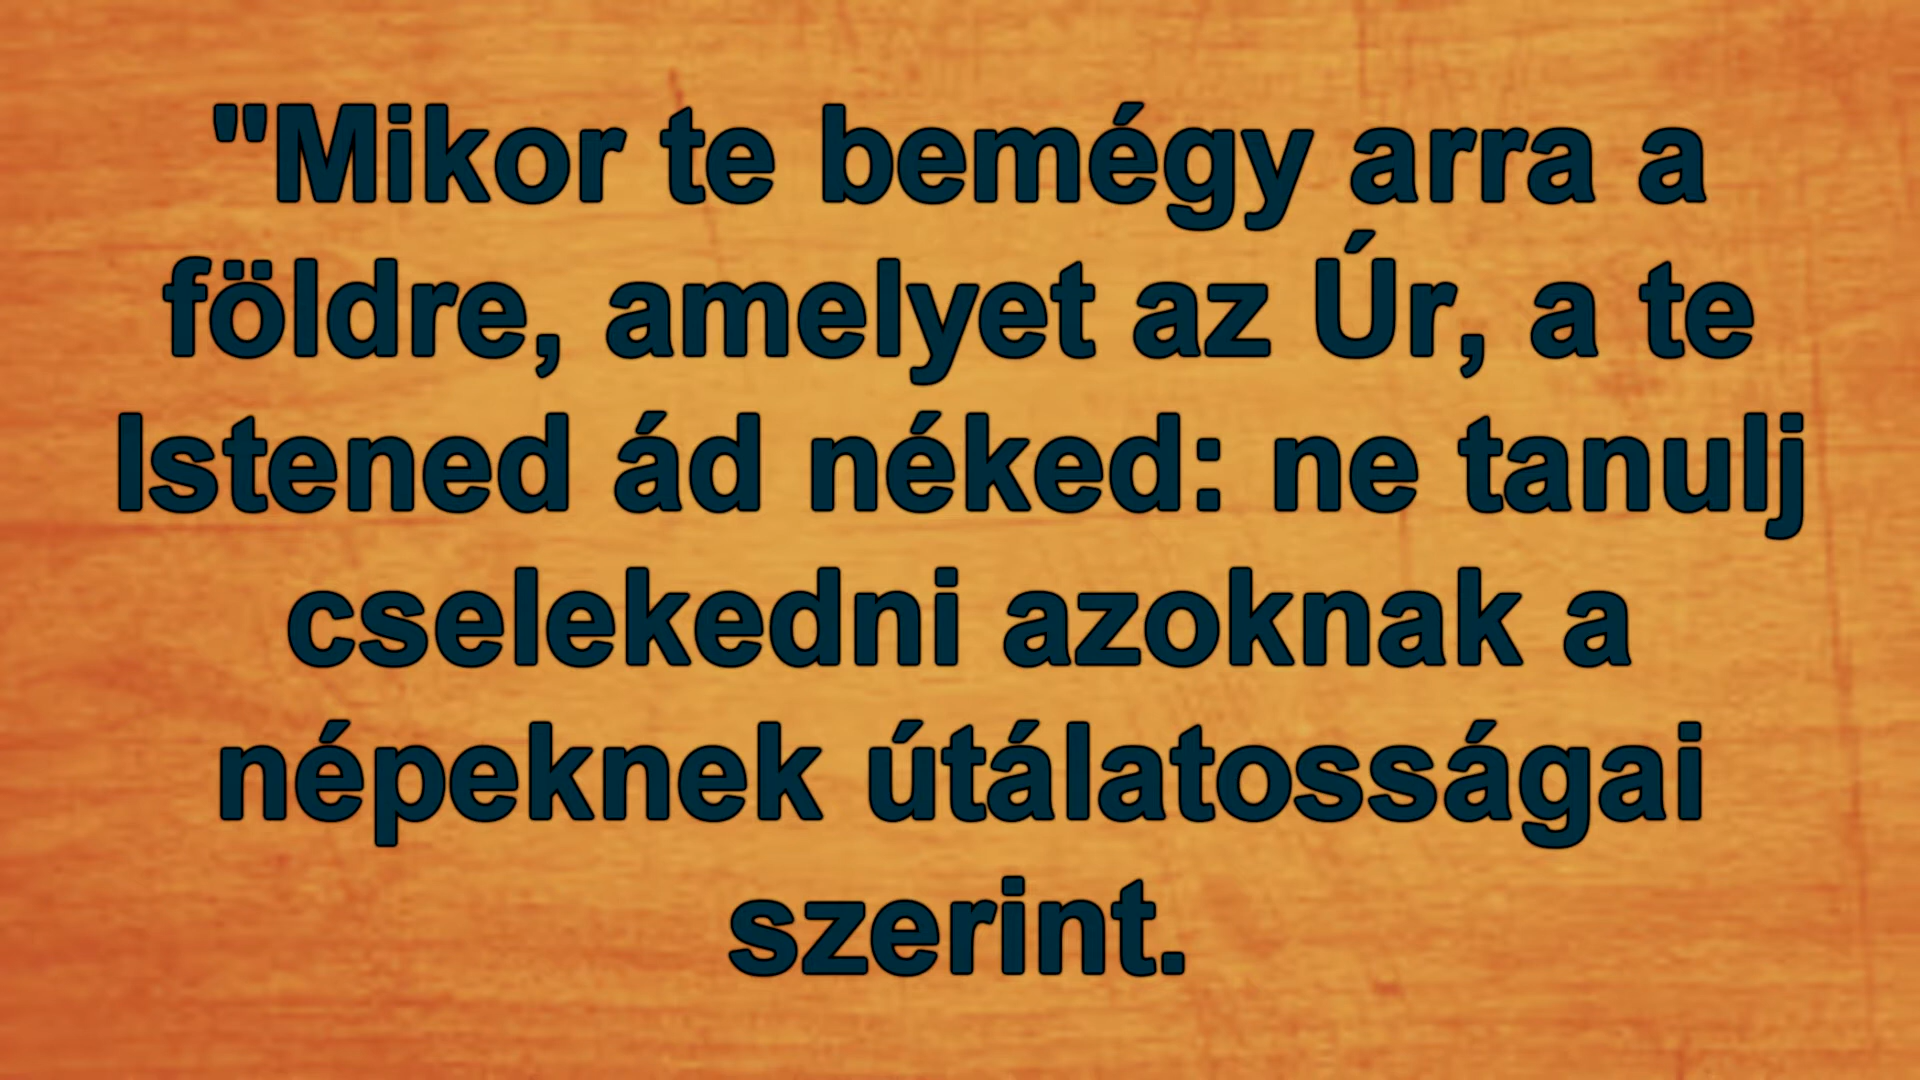 "Mikor te bemégy arra a
földre, amelyet az Úr, a te
Istened ád néked: ne tanulj
cselekedni azoknak a
népeknek útálatosságai
szerint.